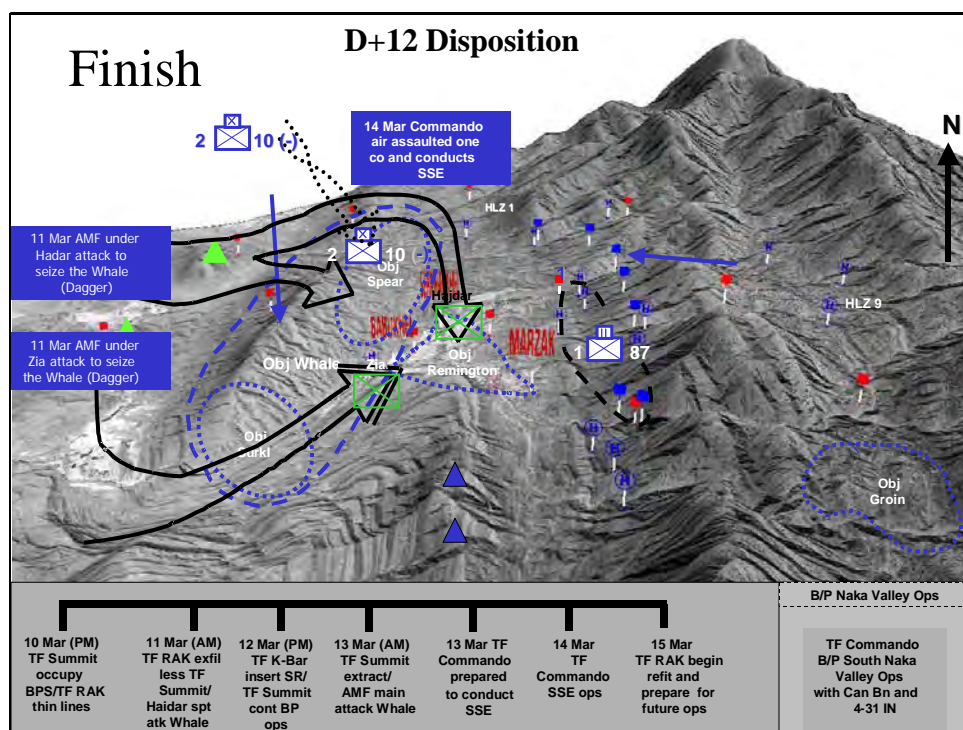 D+12 Disposition
Finish
N
2
10 (-)
14 Mar Commando
air assaulted one
co and conducts
SSE
HLZ 1
H
11 Mar AMF under
Hadar attack to
seize the Whale
(Dagger)
2
10
-)
Obj
Spear
Hajdar
H
H
H
H
H
HLZ 9
H
H
H
H
11 Mar AMF under
Zia attack to seize
the Whale (Dagger)
MARZAK
1
87
Obj Whale
H
Zia
Obj
Remington
Obj
H
H
H
Obj
Groin
10 Mar (PM)
TF Summit
occupy
BPS/TF RAK
thin lines
11 Mar (AM)
TF RAK exfil
less TF
Summit/
Haidar spt
atk Whale
12 Mar (PM)
TF K-Bar
insert SR/
TF Summit
cont BP
ops
13 Mar (AM)
TF Summit
extract/
AMF main
attack Whale
13 Mar TF
Commando
prepared
to conduct
SSE
14 Mar
TF
Commando
SSE ops
15 Mar
TF RAK begin
refit and
prepare for
future ops
B/P Naka Valley Ops
TF Commando
B/P South Naka
Valley Ops
with Can Bn and
4-31 IN